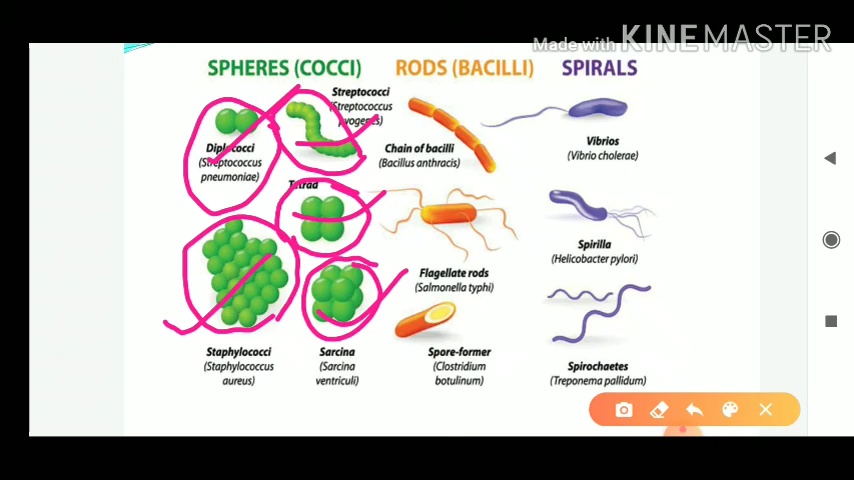 Made with KINEMASTER
SPHERES (COCCI)
RODS (BACILLI)
SPIRALS
Streptococci
(Streptococcus
pyogenes)
Diplococci
(Streptococcus
pneumoniae)
Chain of bacilli
(Bacillus anthracis)
Vibrios
(Vibrio cholerae)
Tetrad
Flagellate rods
(Salmonella typhi)
Spirilla
(Helicobacter pylori)
Staphylococci
(Staphylococcus
aureus)
Sarcina
(Sarcina
ventriculi)
Spore-former
(Clostridium
botulinum)
Spirochaetes
(Treponema pallidum)